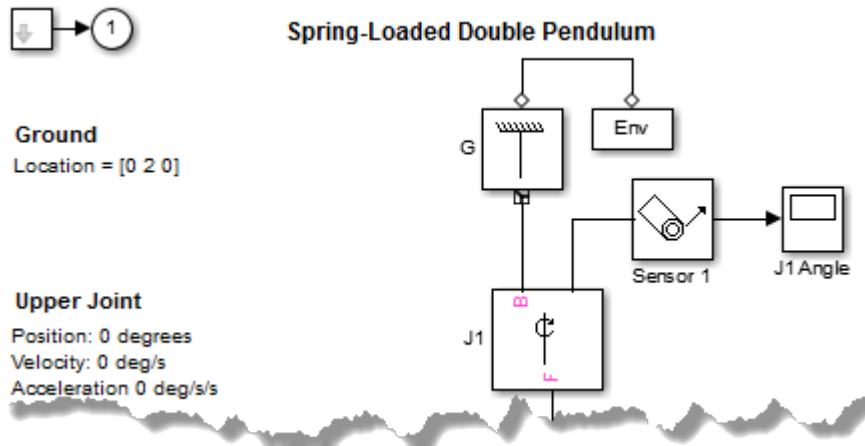 1
Spring-Loaded Double Pendulum
Ground
Location = [0 2 0]
G
Env
Sensor 1
J1 Angle
Upper Joint
Position: 0 degrees
Velocity: 0 deg/s
Acceleration 0 deg/s/s
B
J1
F